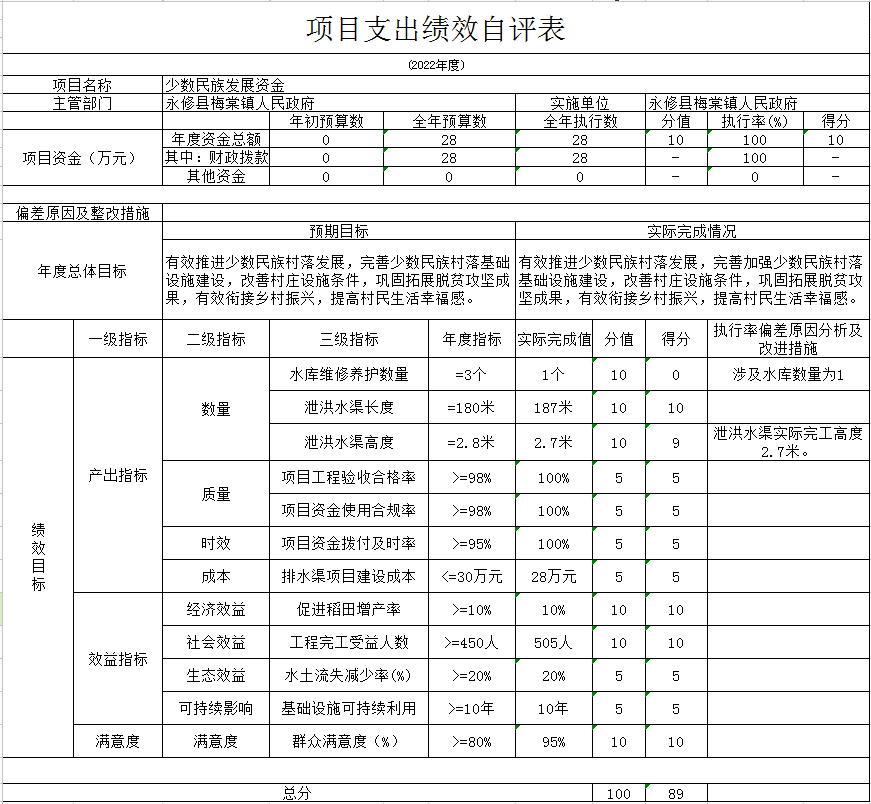 项目支出绩效自评表
(2022年度)
项目名称 少数民族发展资金
主管部门 永修县梅棠镇人民政府 实施单位 永修县梅棠镇人民政府
项目资金（万元） 年初预算数 全年预算数 全年执行数 分值 执行率(%) 得分
年度资金总额 0 28 28 10 100 10
其中：财政拨款 0 28 28 － 100 －
其他资金 0 0 0 － 0 －
偏差原因及整改措施
年度总体目标 预期目标 实际完成情况
有效推进少数民族村落发展，完善少数民族村落基础设施建设，改善村庄设施条件，巩固拓展脱贫攻坚成果，有效衔接乡村振兴，提高村民生活幸福感。
有效推进少数民族村落发展，完善加强少数民族村落基础设施建设，改善村庄设施条件，巩固拓展脱贫攻坚成果，有效衔接乡村振兴，提高村民生活幸福感。
绩效目标 一级指标 二级指标 三级指标 年度指标 实际完成值 分值 得分 执行率偏差原因分析及改进措施
产出指标 数量 水库维修养护数量 =3个 1个 10 0 涉及水库数量为1
泄洪水渠长度 =180米 187米 10 10
泄洪水渠高度 =2.8米 2.7米 10 9 泄洪水渠实际完工高度2.7米。
质量 项目工程验收合格率 >=98% 100% 5 5
项目资金使用合规率 >=98% 100% 5 5
时效 项目资金拨付及时率 >=95% 100% 5 5
成本 排水渠项目建设成本 <=30万元 28万元 5 5
效益指标 经济效益 促进稻田增产率 >=10% 10% 10 10
社会效益 工程完工受益人数 >=450人 505人 10 10
生态效益 水土流失减少率(%) >=20% 20% 5 5
可持续影响 基础设施可持续利用 >=10年 10年 5 5
满意度 满意度 群众满意度（%） >=80% 95% 10 10
总分 100 89